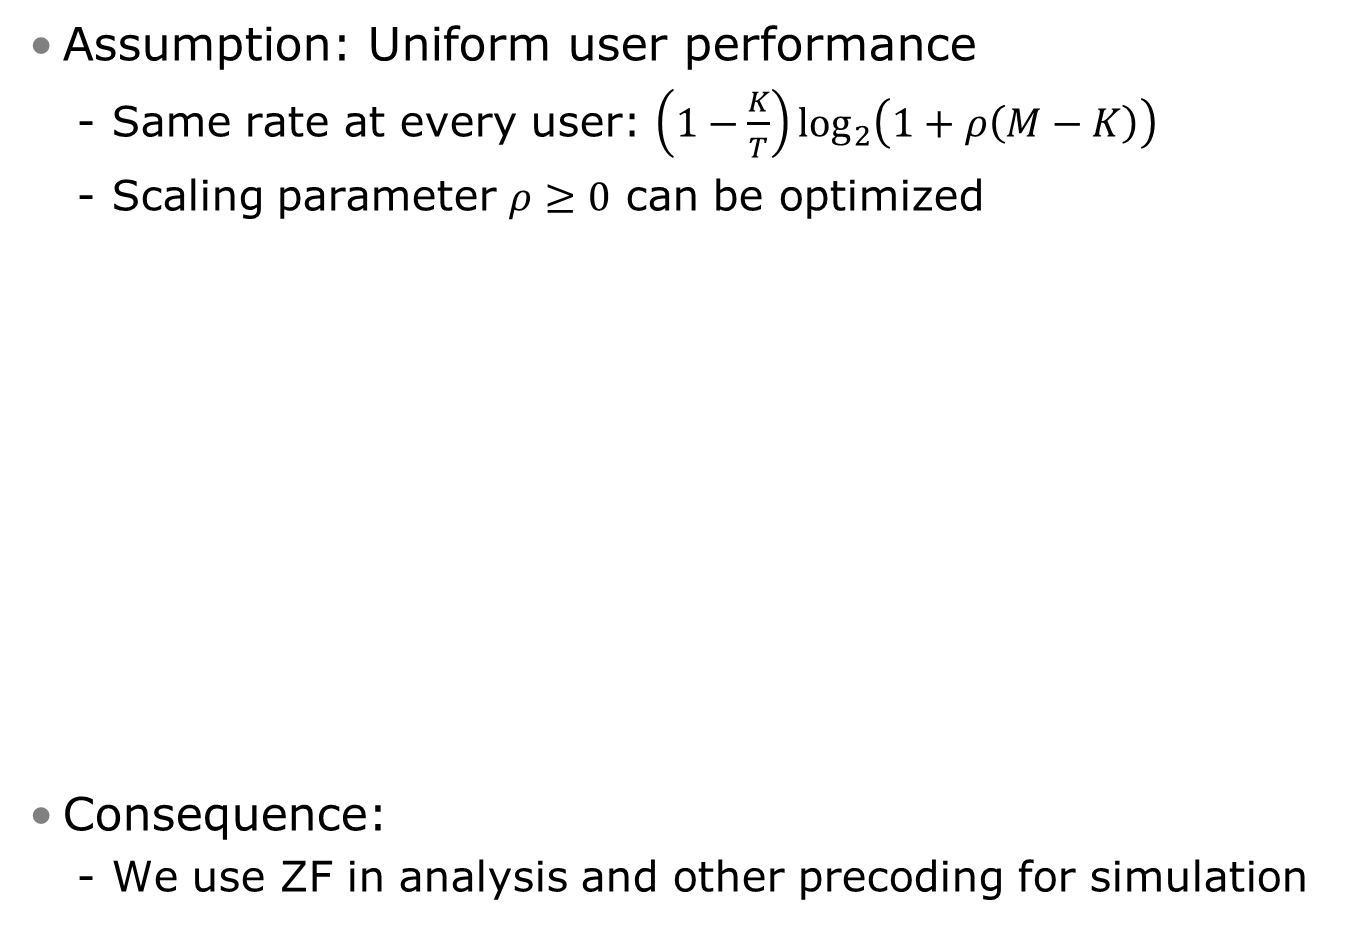 • Assumption: Uniform user performance
- Same rate at every user: (1 − K/T) log₂(1 + ρ(M − K))
- Scaling parameter ρ ≥ 0 can be optimized
• Consequence:
- We use ZF in analysis and other precoding for simulation